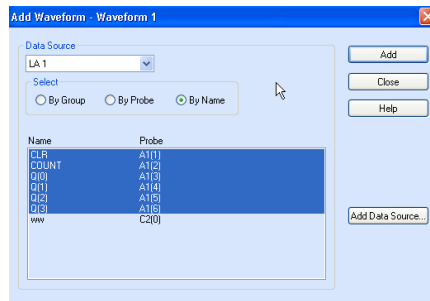 Add Waveform - Waveform 1
Data Source
LA 1
Select
By Group By Probe By Name
Name Probe
CLR A1(1)
COUNT A1(2)
Q(0) A1(3)
Q(1) A1(4)
Q(2) A1(5)
Q(3) A1(6)
ww C2(0)
Add
Close
Help
Add Data Source...